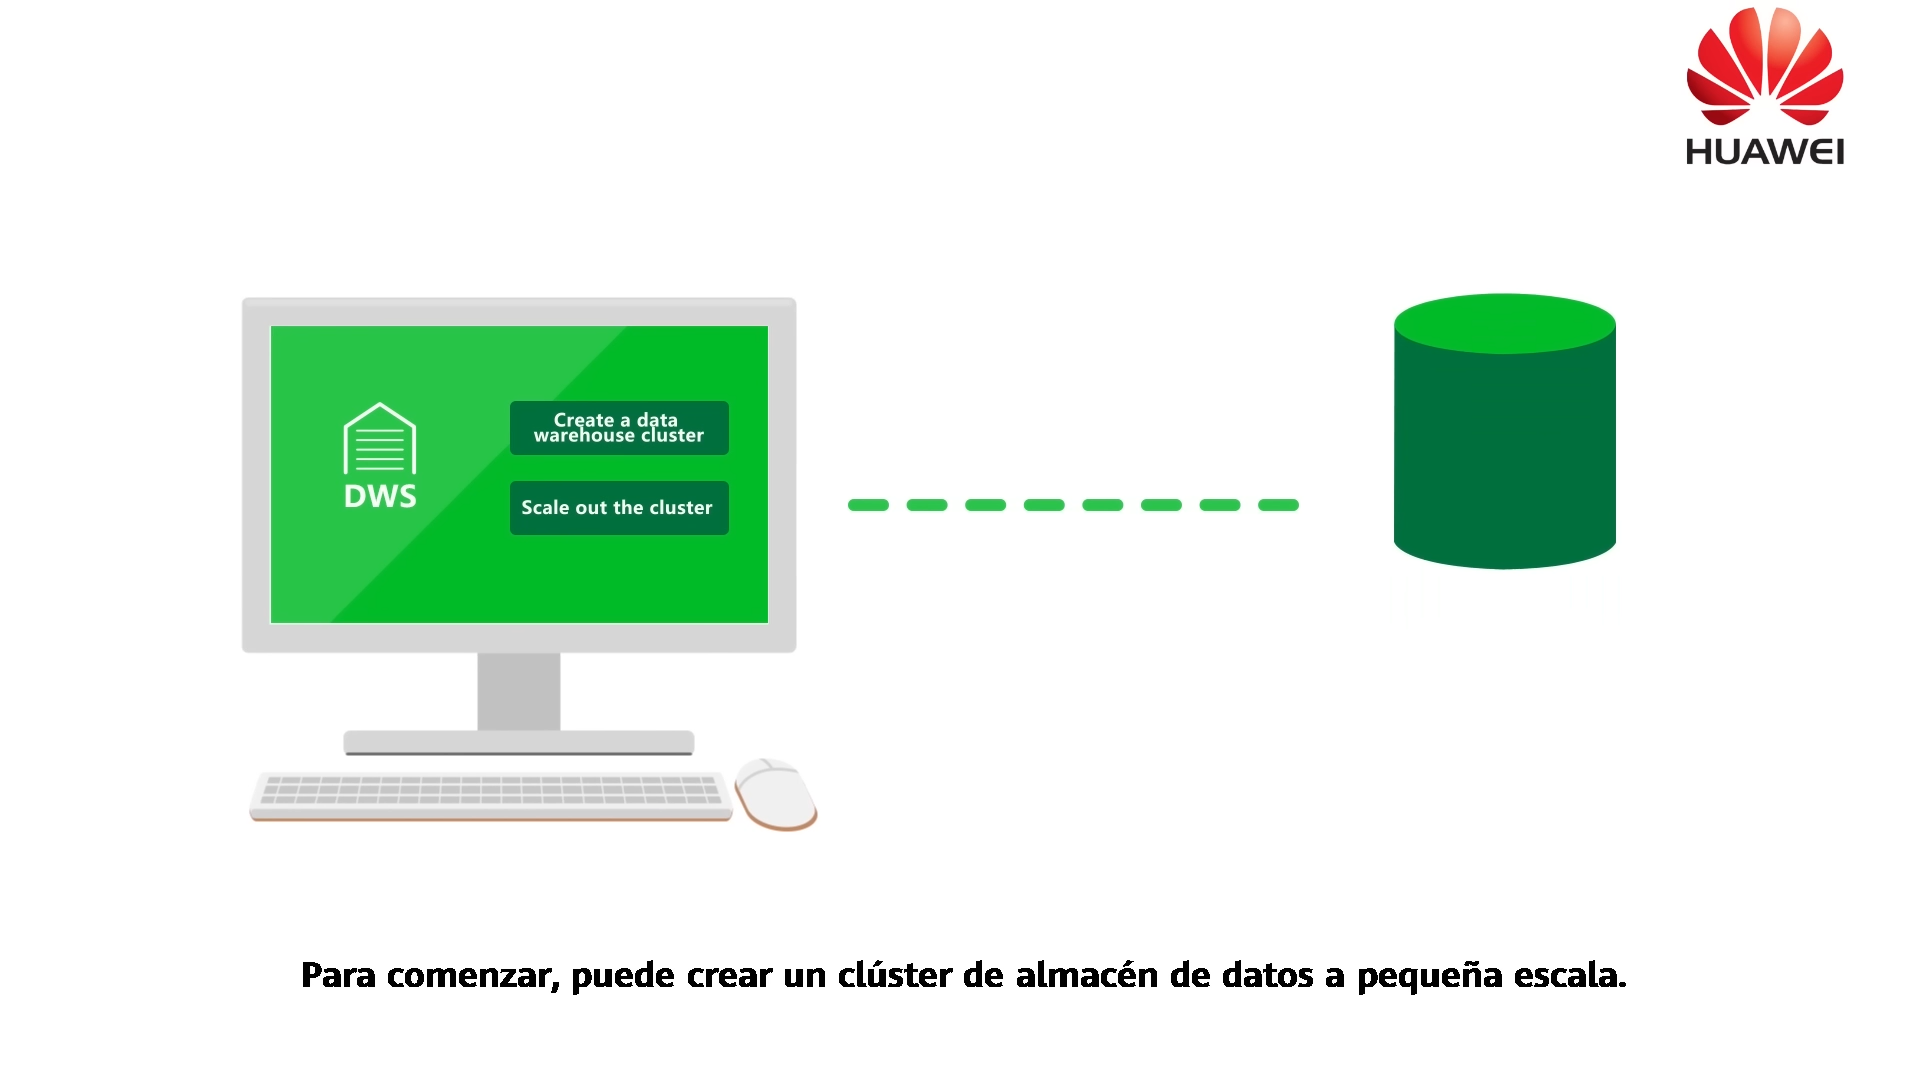 HUAWEI
Create a data
warehouse cluster
DWS
Scale out the cluster
Para comenzar, puede crear un clúster de almacén de datos a pequeña escala.